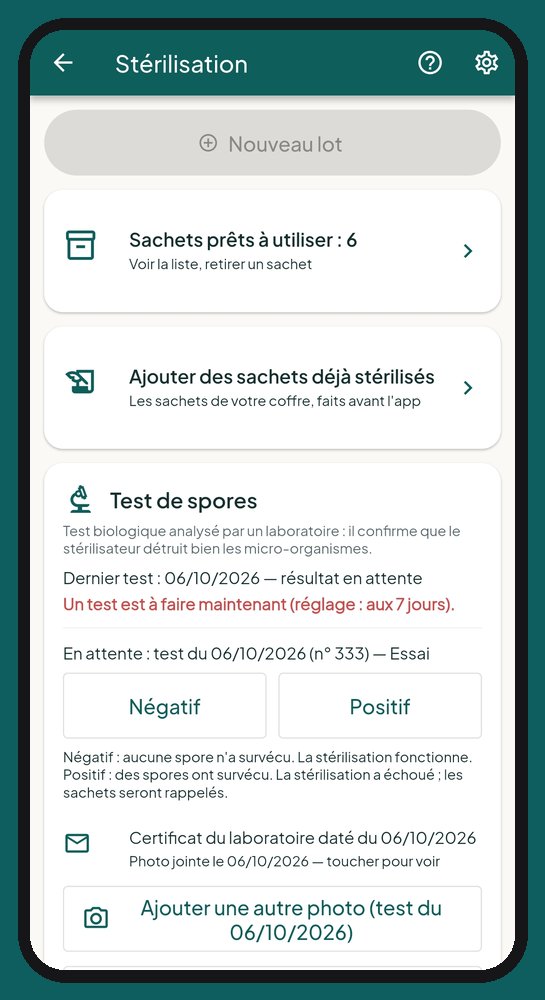 Stérilisation
Nouveau lot
Sachets prêts à utiliser : 6
Voir la liste, retirer un sachet
Ajouter des sachets déjà stérilisés
Les sachets de votre coffre, faits avant l'app
Test de spores
Test biologique analysé par un laboratoire : il confirme que le
stérilisateur détruit bien les micro-organismes.
Dernier test : 06/10/2026 — résultat en attente
Un test est à faire maintenant (réglage : aux 7 jours).
En attente : test du 06/10/2026 (n° 333) — Essai
Négatif
Positif
Négatif : aucune spore n'a survécu. La stérilisation fonctionne.
Positif : des spores ont survécu. La stérilisation a échoué ; les
sachets seront rappelés.
Certificat du laboratoire daté du 06/10/2026
Photo jointe le 06/10/2026 — toucher pour voir
Ajouter une autre photo (test du
06/10/2026)